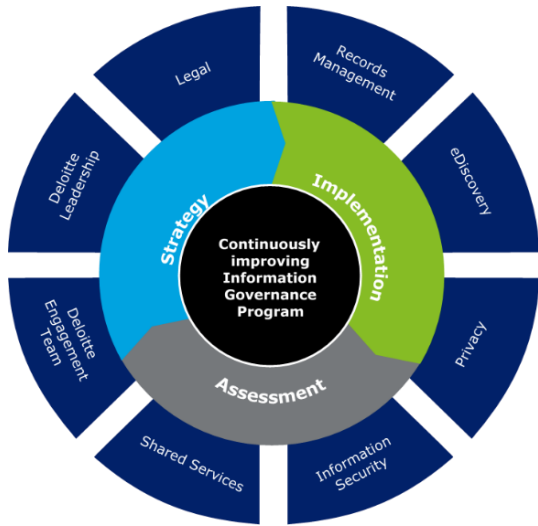 Legal
Records
Management
eDiscovery
Privacy
Information
Security
Shared Services
Deloitte
Engagement
Team
Deloitte
Leadership
Strategy
Implementation
Assessment
Continuously
improving
Information
Governance
Program